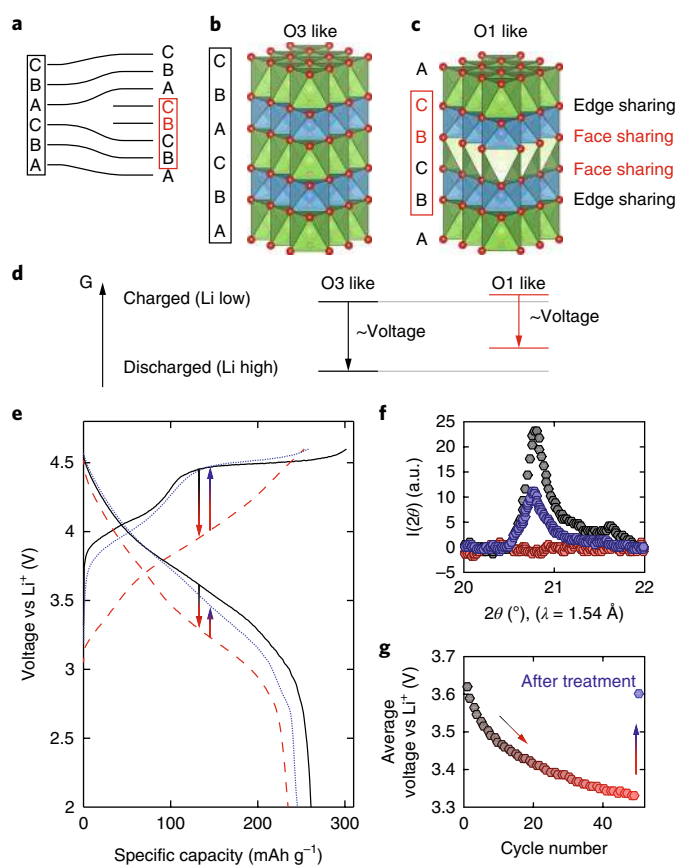 a
C
B
A
C
B
A
C
B
A
C
B
C
B
A
b
O3 like
C
B
A
C
B
A
c
O1 like
A
C
B
C
B
A
Edge sharing
Face sharing
Face sharing
Edge sharing
d
G
O3 like
O1 like
Charged (Li low)
~Voltage
~Voltage
Discharged (Li high)
e
4.5
4
3.5
3
2.5
2
Voltage vs Li⁺ (V)
0
100
200
300
Specific capacity (mAh g⁻¹)
f
25
20
15
10
5
0
−5
I(2θ) (a.u.)
20
21
22
2θ (°), (λ = 1.54 Å)
g
3.7
3.6
3.5
3.4
3.3
Average
voltage vs Li⁺ (V)
After treatment
0
20
40
Cycle number